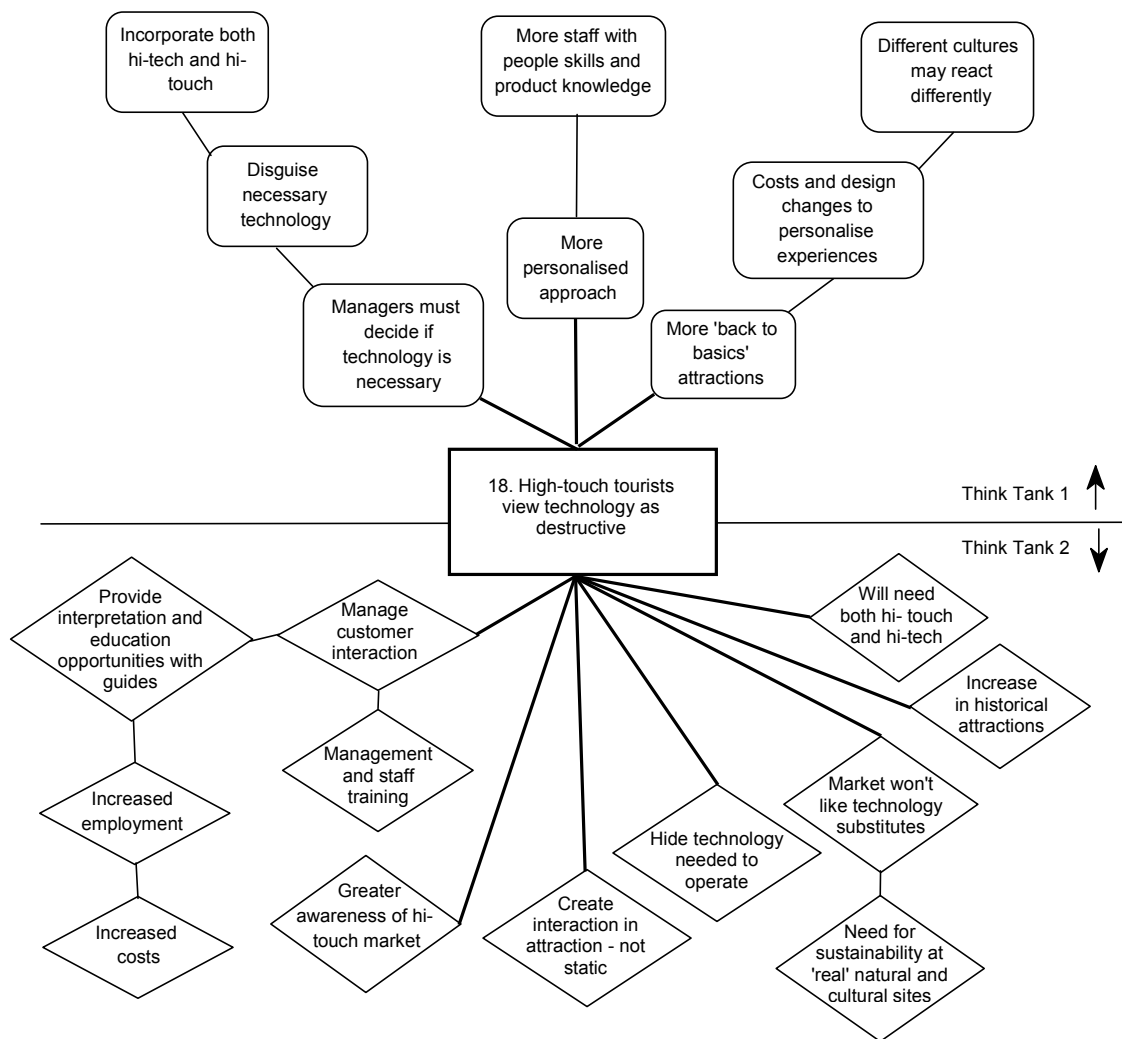 Incorporate both
hi-tech and hi-
touch
More staff with
people skills and
product knowledge
Different cultures
may react
differently
Disguise
necessary
technology
Costs and design
changes to
personalise
experiences
More
personalised
approach
Managers must
decide if
technology is
necessary
More 'back to
basics'
attractions
18. High-touch tourists
view technology as
destructive
Think Tank 1
Think Tank 2
Provide
interpretation and
education
opportunities with
guides
Manage
customer
interaction
Will need
both hi- touch
and hi-tech
Increase
in historical
attractions
Management
and staff
training
Increased
employment
Market won't
like technology
substitutes
Hide technology
needed to
operate
Greater
awareness of hi-
touch market
Create
interaction in
attraction - not
static
Increased
costs
Need for
sustainability at
'real' natural and
cultural sites